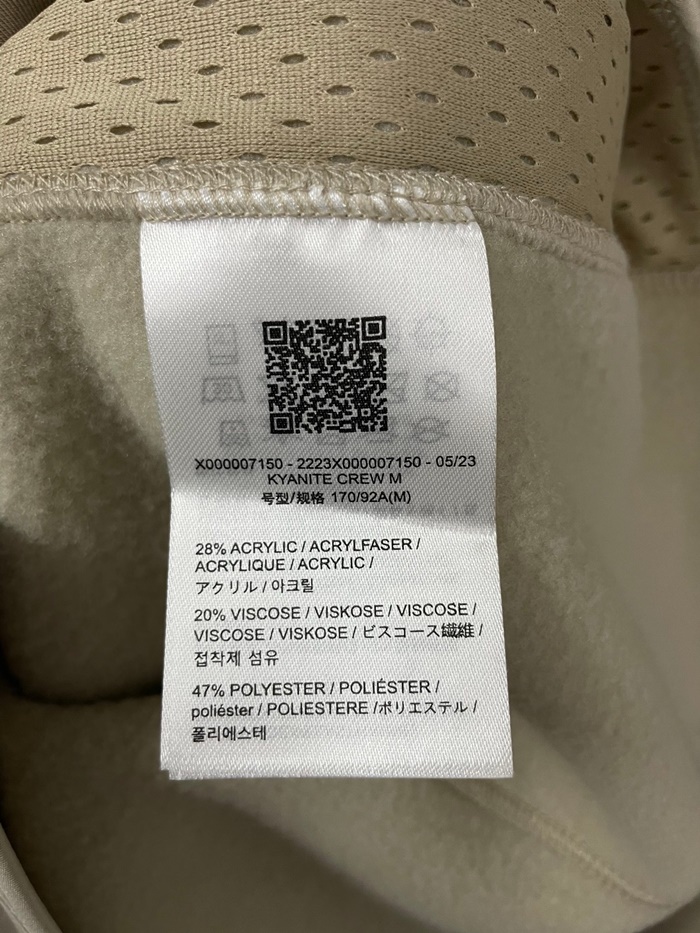 X000007150 - 2223X000007150 - 05/23
KYANITE CREW M
号型/规格 170/92A(M)
28% ACRYLIC / ACRYLFASER /
ACRYLIQUE / ACRYLIC /
アクリル / 아크릴
20% VISCOSE / VISKOSE / VISCOSE /
VISCOSE / VISKOSE / ビスコース繊維 /
접착제 섬유
47% POLYESTER / POLIÉSTER /
poliéster / POLIESTERE /ポリエステル /
폴리에스테